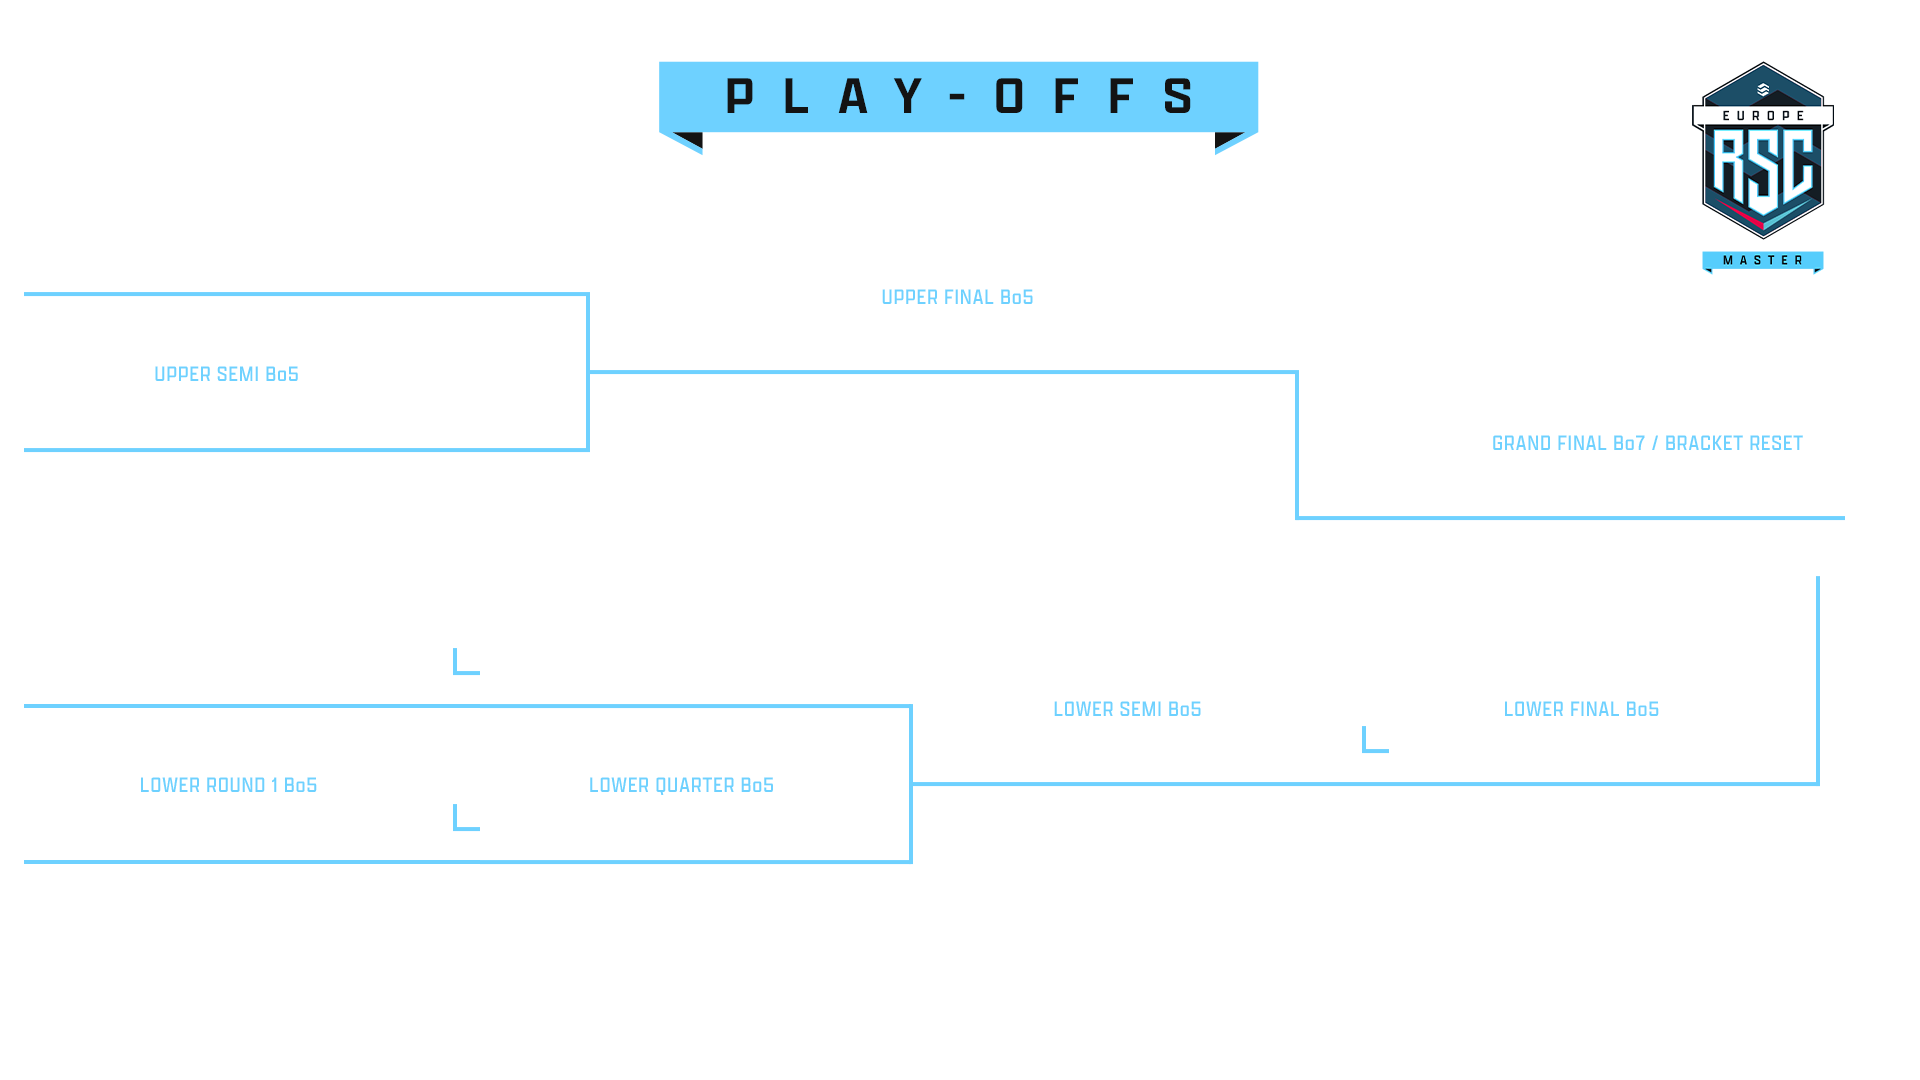 PLAY-OFFS
EUROPE
RSC
MASTER
UPPER FINAL Bo5
UPPER SEMI Bo5
GRAND FINAL Bo7 / BRACKET RESET
LOWER SEMI Bo5
LOWER FINAL Bo5
LOWER ROUND 1 Bo5
LOWER QUARTER Bo5